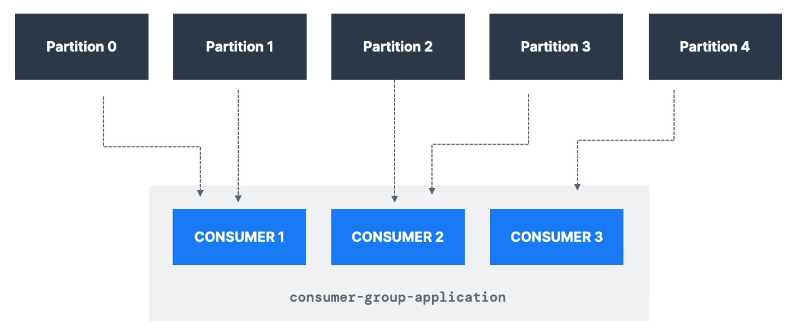 Partition 0
Partition 1
Partition 2
Partition 3
Partition 4
CONSUMER 1
CONSUMER 2
CONSUMER 3
consumer-group-application